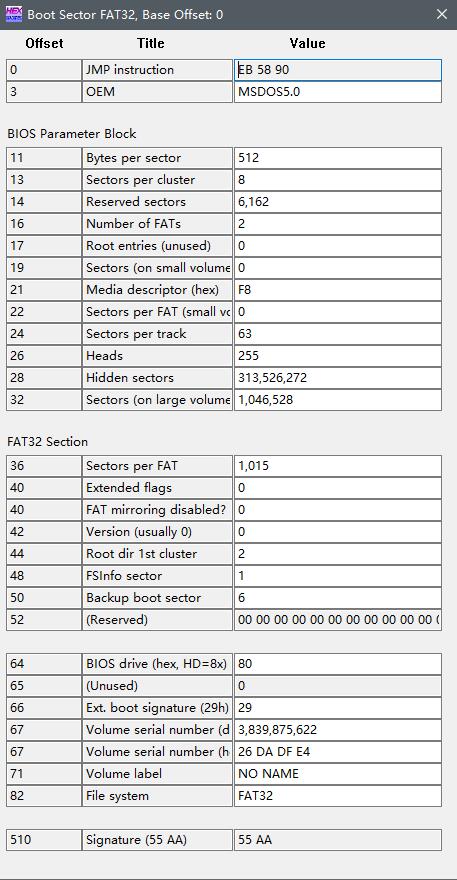 Boot Sector FAT32, Base Offset: 0
Offset Title Value
0 JMP instruction EB 58 90
3 OEM MSDOS5.0
BIOS Parameter Block
11 Bytes per sector 512
13 Sectors per cluster 8
14 Reserved sectors 6,162
16 Number of FATs 2
17 Root entries (unused) 0
19 Sectors (on small volume 0
21 Media descriptor (hex) F8
22 Sectors per FAT (small vo 0
24 Sectors per track 63
26 Heads 255
28 Hidden sectors 313,526,272
32 Sectors (on large volume 1,046,528
FAT32 Section
36 Sectors per FAT 1,015
40 Extended flags 0
40 FAT mirroring disabled? 0
42 Version (usually 0) 0
44 Root dir 1st cluster 2
48 FSInfo sector 1
50 Backup boot sector 6
52 (Reserved) 00 00 00 00 00 00 00 00 00 00 00
64 BIOS drive (hex, HD=8x) 80
65 (Unused) 0
66 Ext. boot signature (29h) 29
67 Volume serial number (d 3,839,875,622
67 Volume serial number (h 26 DA DF E4
71 Volume label NO NAME
82 File system FAT32
510 Signature (55 AA) 55 AA